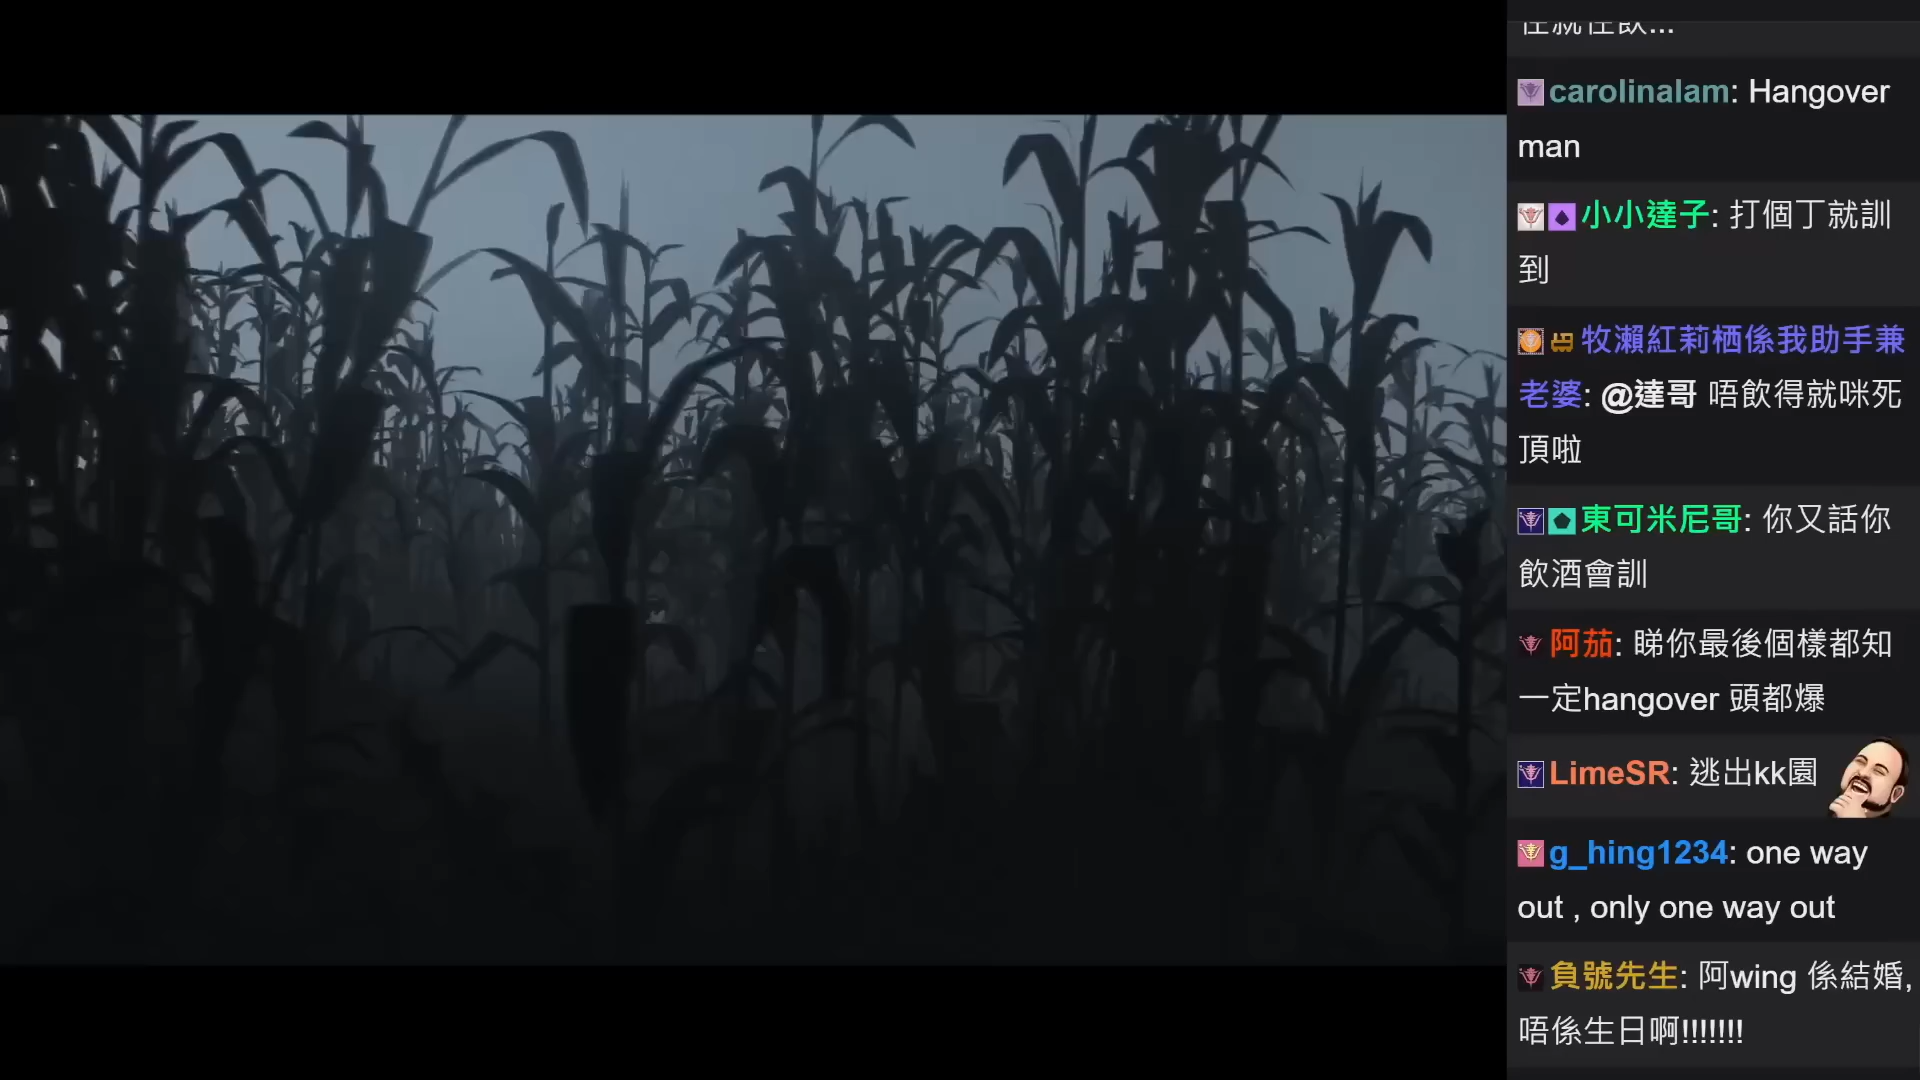 carolinalam: Hangover
man
小小達子: 打個丁就訓
到
牧瀨紅莉栖係我助手兼
老婆: @達哥 唔飲得就咪死
頂啦
東可米尼哥: 你又話你
飲酒會訓
阿茄: 睇你最後個樣都知
一定hangover 頭都爆
LimeSR: 逃出kk園
g_hing1234: one way
out , only one way out
負號先生: 阿wing 係結婚,
唔係生日啊!!!!!!!